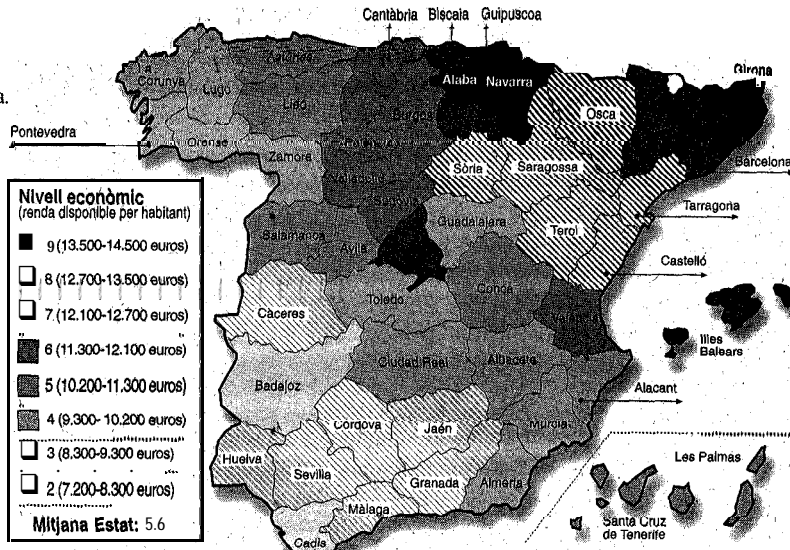 Cantàbria Biscaia Guipuscoa
Girona
a.
Corunya
Lugo
Lleó
Burgos
Alaba Navarra
Osca
Pontevedra
Orense
Zamora
Sòria
Saragossa
Barcelona
Segovia
Tarragona
Guadalajara
Terol
Salamanca
Àvila
Castelló
Conca
Toledo
Càceres
Illes
Balears
Ciudad Real
Albacete
Badajoz
Alacant
Còrdova
Jaén
Múrcia
Huelva
Sevilla
Granada
Almeria
Màlaga
Cadis
Les Palmas
Santa Cruz
de Tenerife
Nivell econòmic
(renda disponible per habitant)
9 (13.500-14.500 euros)
8 (12.700-13.500 euros)
7 (12.100-12.700 euros)
6 (11.300-12.100 euros)
5 (10.200-11.300 euros)
4 (9.300-10.200 euros)
3 (8.300-9.300 euros)
2 (7.200-8.300 euros)
Mitjana Estat: 5.6